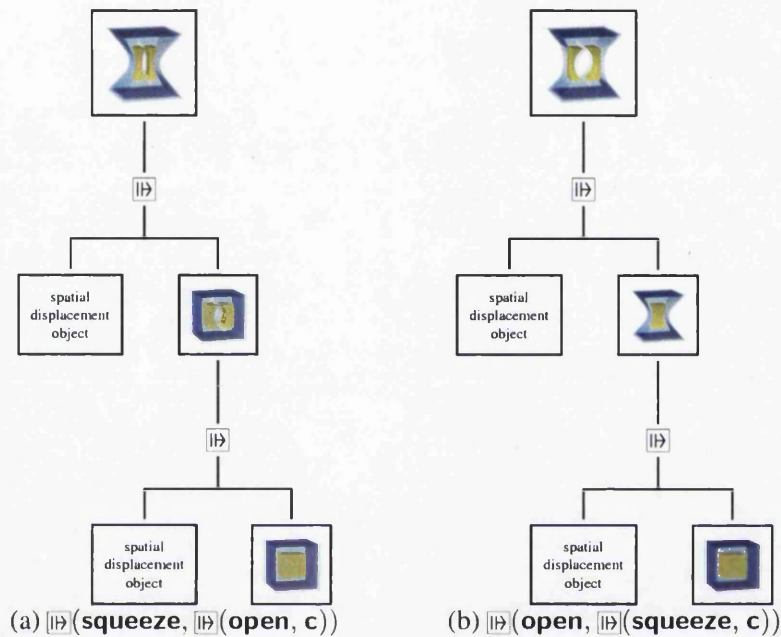 ⊪>
⊪>
spatial
displacement
object
spatial
displacement
object
⊪>
⊪>
spatial
displacement
object
spatial
displacement
object
(a) ⊪>(squeeze, ⊪>(open, c))
(b) ⊪>(open, ⊪>(squeeze, c))